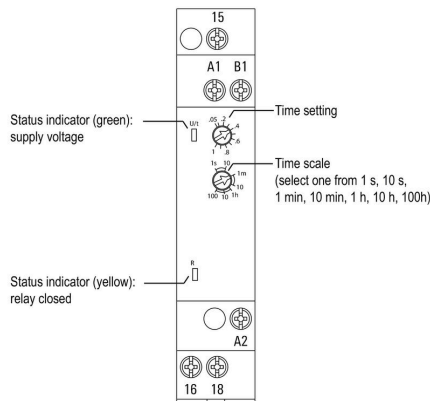 15
A1 B1
Status indicator (green):
supply voltage
U/t
.05 .2 .4 .6 .8 1
Time setting
1s 10 1m 10 1h 10 100
Time scale
(select one from 1 s, 10 s,
1 min, 10 min, 1 h, 10 h, 100h)
R
Status indicator (yellow):
relay closed
A2
16 18